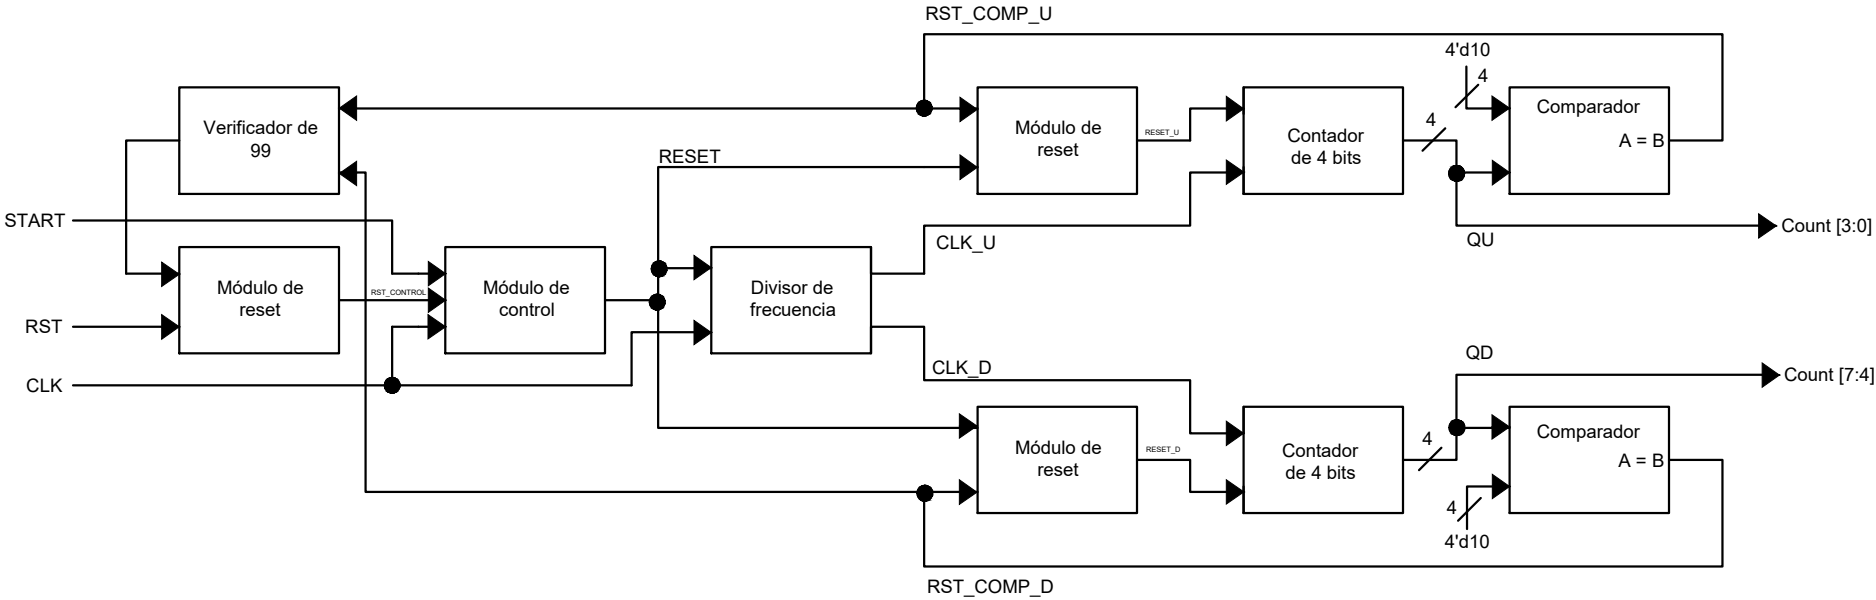 RST_COMP_U
4'd10
4
Verificador de
99
Módulo de
reset
RESET_U
Contador
de 4 bits
4
Comparador
A = B
RESET
START
CLK_U
QU
Count [3:0]
Módulo de
reset
RST_CONTROL
Módulo de
control
Divisor de
frecuencia
RST
CLK
CLK_D
QD
Count [7:4]
Módulo de
reset
RESET_D
Contador
de 4 bits
4
Comparador
A = B
4
4'd10
RST_COMP_D